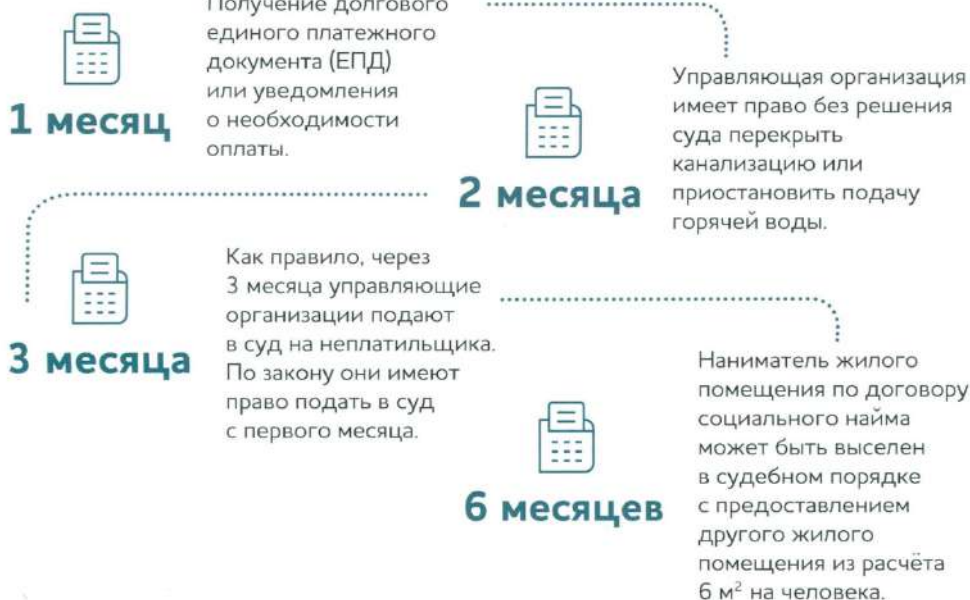 Получение долгового
единого платежного
документа (ЕПД)
или уведомления
о необходимости
оплаты.
1 месяц
Управляющая организация
имеет право без решения
суда перекрыть
канализацию или
приостановить подачу
горячей воды.
2 месяца
Как правило, через
3 месяца управляющие
организации подают
в суд на неплатильщика.
По закону они имеют
право подать в суд
с первого месяца.
3 месяца
Наниматель жилого
помещения по договору
социального найма
может быть выселен
в судебном порядке
с предоставлением
другого жилого
помещения из расчёта
6 м² на человека.
6 месяцев